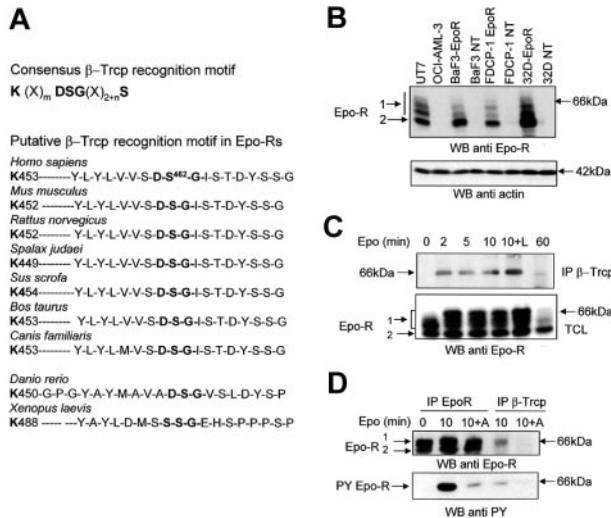 A
Consensus β–Trcp recognition motif
K (X)m DSG(X)2+nS
Putative β–Trcp recognition motif in Epo-Rs
Homo sapiens
K453--------Y-L-Y-L-V-V-S-D-S462-G-I-S-T-D-Y-S-S-G
Mus musculus
K452 --------Y-L-Y-L-V-V-S-D-S-G-I-S-T-D-Y-S-S-G
Rattus norvegicus
K452--------Y-L-Y-L-V-V-S-D-S-G-I-S-T-D-Y-S-S-G
Spalax judaei
K449--------Y-L-Y-L-V-V-S-D-S-G-I-S-T-D-Y-S-S-G
Sus scrofa
K454--------Y-L-Y-L-V-V-S-D-S-G-I-S-T-D-Y-S-S-G
Bos taurus
K453-------- Y-L-Y-L-V-V-S-D-S-G-I-S-T-D-Y-S-S-G
Canis familiaris
K453-------- Y-L-Y-L-M-V-S-D-S-G-I-S-T-D-Y-S-S-G
Danio rerio
K450-G-P-G-Y-A-Y-M-A-V-A-D-S-G-V-S-L-D-Y-S-P
Xenopus laevis
K488 --- ---- --Y-A-Y-L-D-M-S-S-S-G-E-H-S-P-P-P-S-P
B
UT7 OCI-AML-3 BaF3-EpoR BaF3 NT FDCP-1 EpoR FDCP-1 NT 32D-EpoR 32D NT
Epo-R 1 2 66kDa
WB anti Epo-R
42kDa
WB anti actin
C
Epo (min) 0 2 5 10 10+L 60
66kDa IP β-Trcp
Epo-R 1 2 66kDa TCL
WB anti Epo-R
D
IP EpoR IP β-Trcp
Epo (min) 0 10 10+A 10 10+A
Epo-R 1 2 66kDa
WB anti Epo-R
PY Epo-R 66kDa
WB anti PY